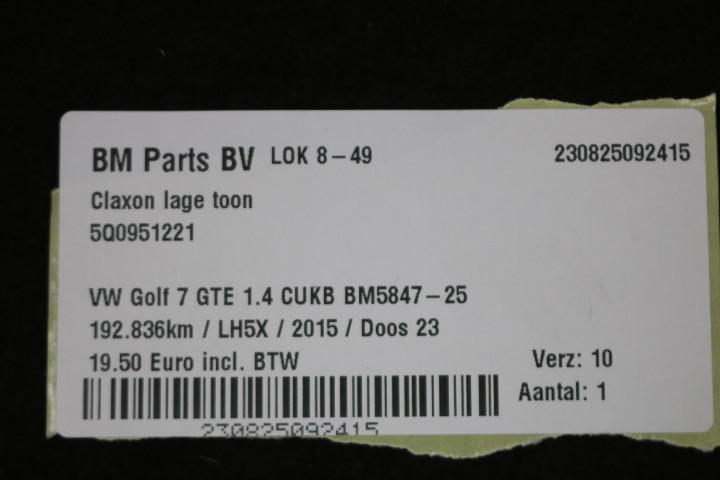 BM Parts BV LOK 8-49 230825092415
Claxon lage toon
5Q0951221
VW Golf 7 GTE 1.4 CUKB BM5847-25
192.836km / LH5X / 2015 / Doos 23
19.50 Euro incl. BTW Verz: 10
Aantal: 1
230825092415